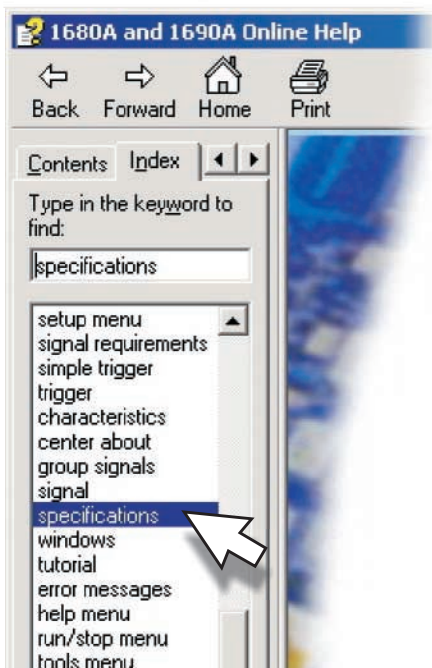 1680A and 1690A Online Help
Back Forward Home Print
Contents Index
Type in the keyword to
find:
specifications
setup menu
signal requirements
simple trigger
trigger
characteristics
center about
group signals
signal
specifications
windows
tutorial
error messages
help menu
run/stop menu
tools menu